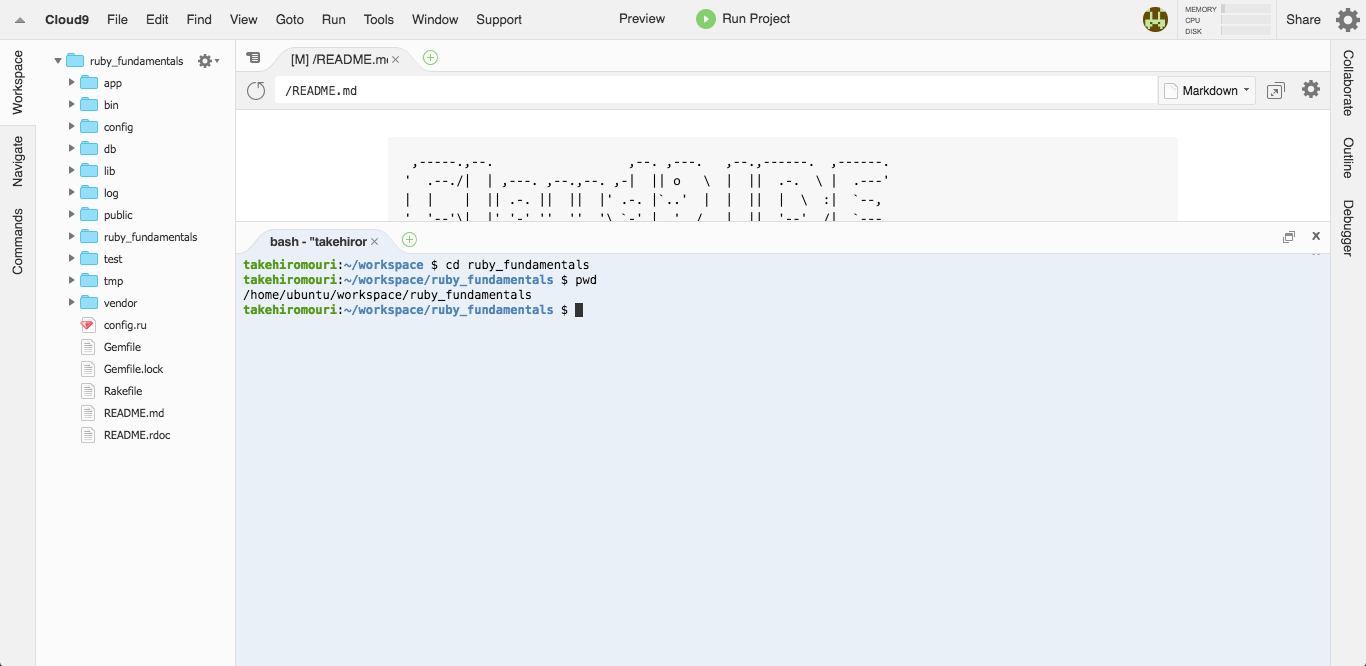 Cloud9 File Edit Find View Goto Run Tools Window Support Preview Run Project MEMORY CPU DISK Share
Workspace
Navigate
Commands
ruby_fundamentals
app
bin
config
db
lib
log
public
ruby_fundamentals
test
tmp
vendor
config.ru
Gemfile
Gemfile.lock
Rakefile
README.md
README.rdoc
[M] /README.m
/README.md Markdown
bash - "takehiror
takehiromouri:~/workspace $ cd ruby_fundamentals
takehiromouri:~/workspace/ruby_fundamentals $ pwd
/home/ubuntu/workspace/ruby_fundamentals
takehiromouri:~/workspace/ruby_fundamentals $
Collaborate
Outline
Debugger